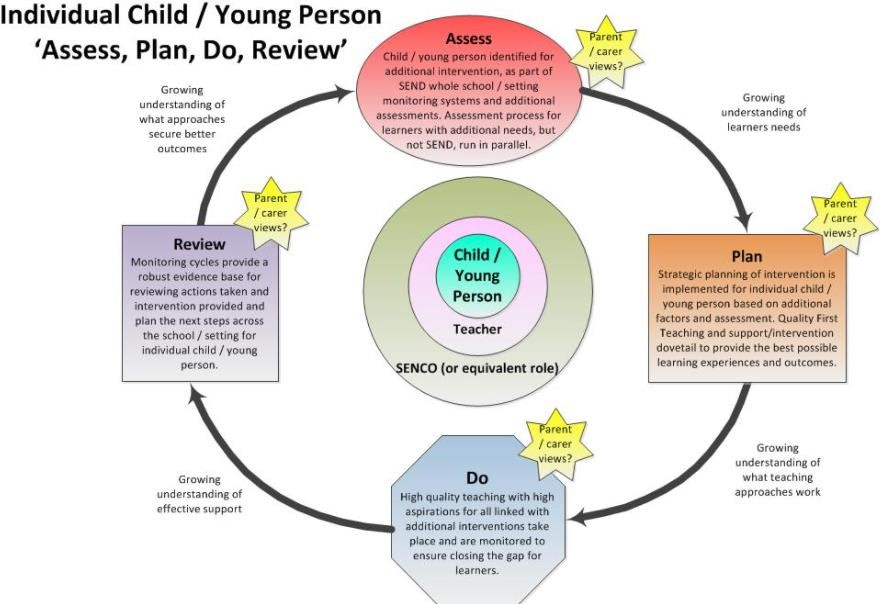 Individual Child / Young Person
‘Assess, Plan, Do, Review’
Assess
Child / young person identified for
additional intervention, as part of
SEND whole school / setting
monitoring systems and additional
assessments. Assessment process for
learners with additional needs, but
not SEND, run in parallel.
Parent
/ carer
views?
Growing
understanding of
learners needs
Plan
Strategic planning of intervention is
implemented for individual child /
young person based on additional
factors and assessment. Quality First
Teaching and support/intervention
dovetail to provide the best possible
learning experiences and outcomes.
Parent
/ carer
views?
Growing
understanding of
what teaching
approaches work
Do
High quality teaching with high
aspirations for all linked with
additional interventions take
place and are monitored to
ensure closing the gap for
learners.
Parent
/ carer
views?
Growing
understanding of
effective support
Review
Monitoring cycles provide a
robust evidence base for
reviewing actions taken and
intervention provided and
plan the next steps across
the school / setting for
individual child / young
person.
Parent
/ carer
views?
Growing
understanding of
what approaches
secure better
outcomes
Child /
Young
Person
Teacher
SENCO (or equivalent role)